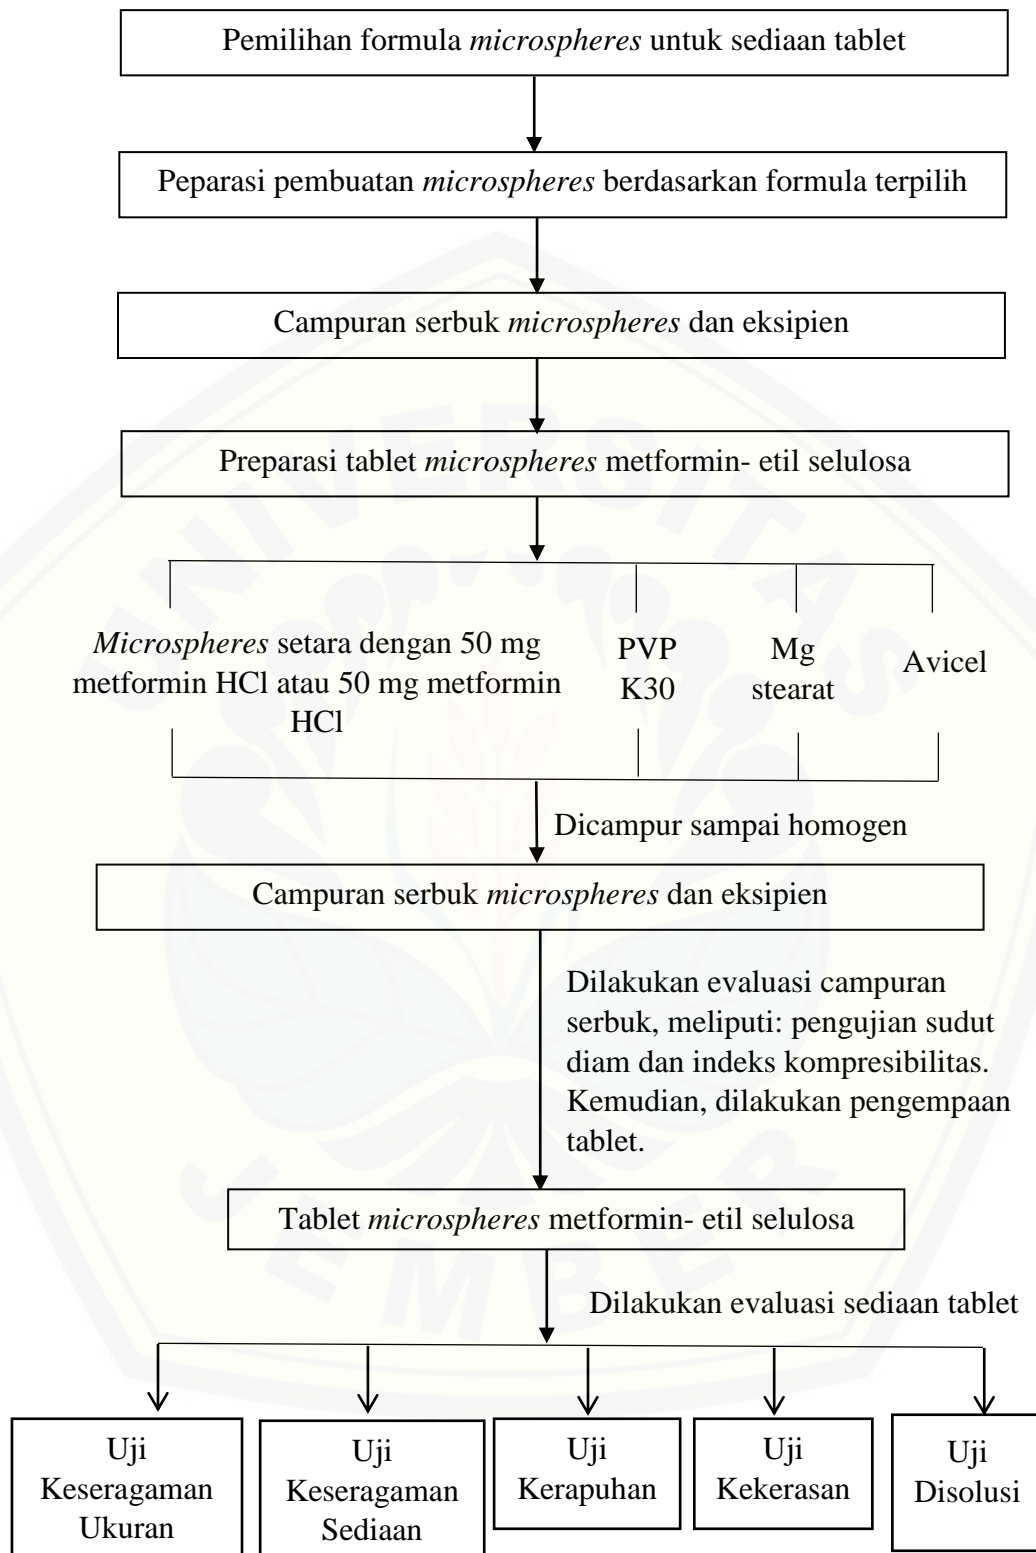 Pemilihan formula microspheres untuk sediaan tablet
Peparasi pembuatan microspheres berdasarkan formula terpilih
Campuran serbuk microspheres dan eksipien
Preparasi tablet microspheres metformin- etil selulosa
Microspheres setara dengan 50 mg
metformin HCl atau 50 mg metformin
HCl
PVP
K30
Mg
stearat
Avicel
Dicampur sampai homogen
Campuran serbuk microspheres dan eksipien
Dilakukan evaluasi campuran
serbuk, meliputi: pengujian sudut
diam dan indeks kompresibilitas.
Kemudian, dilakukan pengempaan
tablet.
Tablet microspheres metformin- etil selulosa
Dilakukan evaluasi sediaan tablet
Uji
Keseragaman
Ukuran
Uji
Keseragaman
Sediaan
Uji
Kerapuhan
Uji
Kekerasan
Uji
Disolusi
UNIVERSITAS
JEMBER